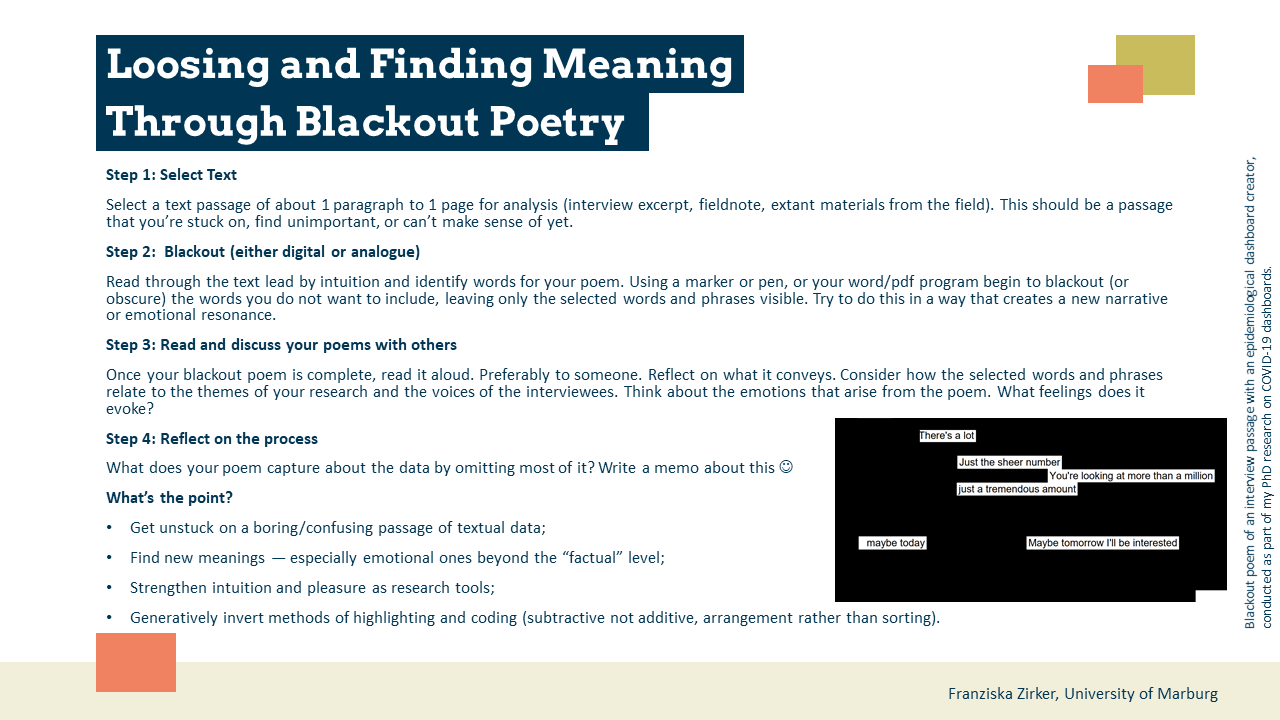 Loosing and Finding Meaning
Through Blackout Poetry
Step 1: Select Text
Select a text passage of about 1 paragraph to 1 page for analysis (interview excerpt, fieldnote, extant materials from the field). This should be a passage
that you’re stuck on, find unimportant, or can’t make sense of yet.
Step 2:  Blackout (either digital or analogue)
Read through the text lead by intuition and identify words for your poem. Using a marker or pen, or your word/pdf program begin to blackout (or
obscure) the words you do not want to include, leaving only the selected words and phrases visible. Try to do this in a way that creates a new narrative
or emotional resonance.
Step 3: Read and discuss your poems with others
Once your blackout poem is complete, read it aloud. Preferably to someone. Reflect on what it conveys. Consider how the selected words and phrases
relate to the themes of your research and the voices of the interviewees. Think about the emotions that arise from the poem. What feelings does it
evoke?
Step 4: Reflect on the process
What does your poem capture about the data by omitting most of it? Write a memo about this ☺
What’s the point?
• Get unstuck on a boring/confusing passage of textual data;
• Find new meanings — especially emotional ones beyond the “factual” level;
• Strengthen intuition and pleasure as research tools;
• Generatively invert methods of highlighting and coding (subtractive not additive, arrangement rather than sorting).
There's a lot
Just the sheer number
You're looking at more than a million
just a tremendous amount
maybe today
Maybe tomorrow I'll be interested
Blackout poem of an interview passage with an epidemiological dashboard creator,
conducted as part of my PhD research on COVID-19 dashboards.
Franziska Zirker, University of Marburg